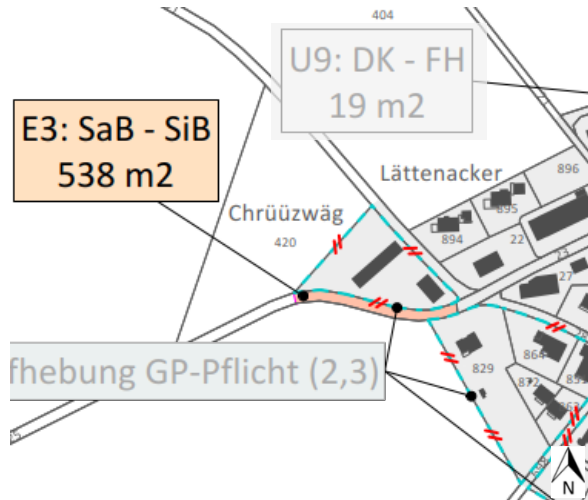 404
U9: DK - FH
19 m2
E3: SaB - SiB
538 m2
Lättenacker
896
895
Chrüüzwäg
894
22
420
27
fhebung GP-Pflicht (2,3)
829
864
872
N